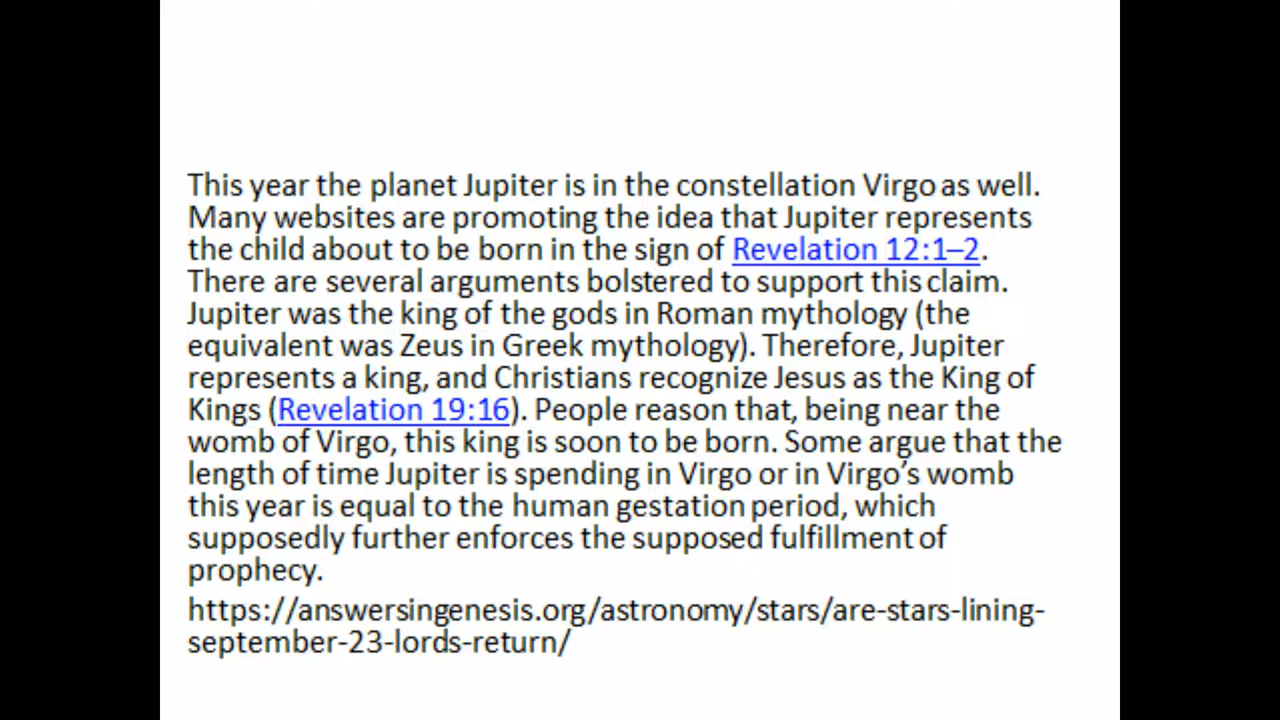 This year the planet Jupiter is in the constellation Virgo as well.
Many websites are promoting the idea that Jupiter represents
the child about to be born in the sign of Revelation 12:1–2.
There are several arguments bolstered to support this claim.
Jupiter was the king of the gods in Roman mythology (the
equivalent was Zeus in Greek mythology). Therefore, Jupiter
represents a king, and Christians recognize Jesus as the King of
Kings (Revelation 19:16). People reason that, being near the
womb of Virgo, this king is soon to be born. Some argue that the
length of time Jupiter is spending in Virgo or in Virgo’s womb
this year is equal to the human gestation period, which
supposedly further enforces the supposed fulfillment of
prophecy.
https://answersingenesis.org/astronomy/stars/are-stars-lining-
september-23-lords-return/